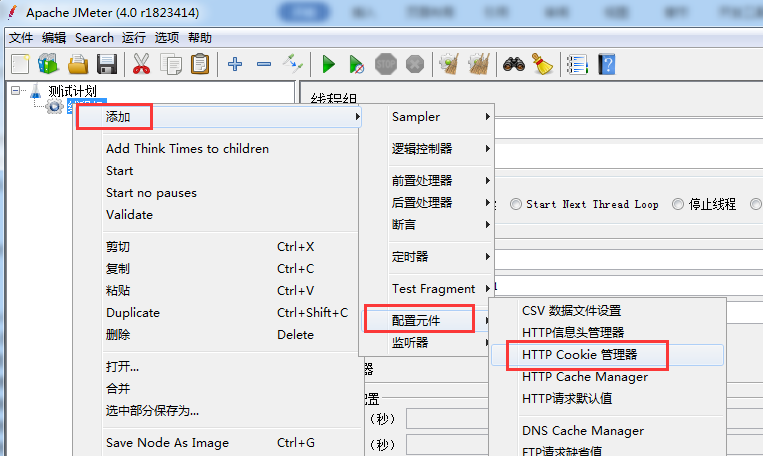 Apache JMeter (4.0 r1823414)
文件 编辑 Search 运行 选项 帮助
STOP
测试计划
线程组
添加
Add Think Times to children
Start
Start no pauses
Validate
剪切 Ctrl+X
复制 Ctrl+C
粘贴 Ctrl+V
Duplicate Ctrl+Shift+C
删除 Delete
打开...
合并
选中部分保存为...
Save Node As Image Ctrl+G
Sampler
逻辑控制器
前置处理器
后置处理器
断言
定时器
Test Fragment
配置元件
监听器
Start Next Thread Loop 停止线程
CSV 数据文件设置
HTTP信息头管理器
HTTP Cookie 管理器
HTTP Cache Manager
HTTP请求默认值
DNS Cache Manager
FTP请求缺省值
器
配置
（秒）
（秒）